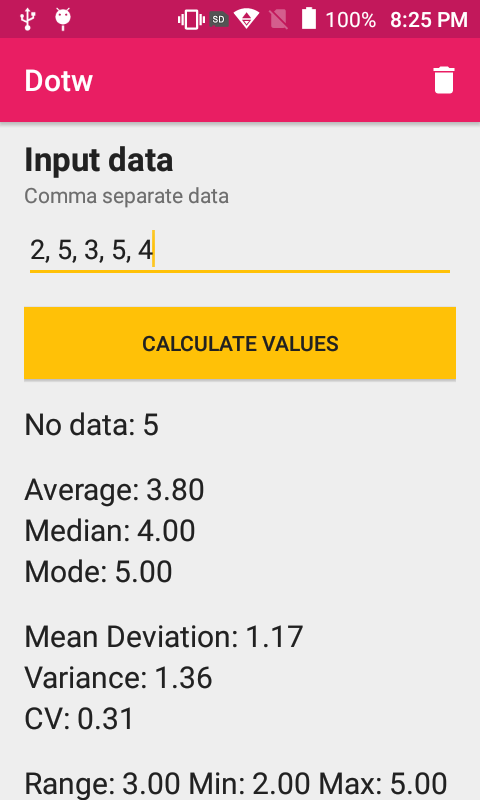 SD 100% 8:25 PM
Dotw
Input data
Comma separate data
2, 5, 3, 5, 4
CALCULATE VALUES
No data: 5
Average: 3.80
Median: 4.00
Mode: 5.00
Mean Deviation: 1.17
Variance: 1.36
CV: 0.31
Range: 3.00 Min: 2.00 Max: 5.00